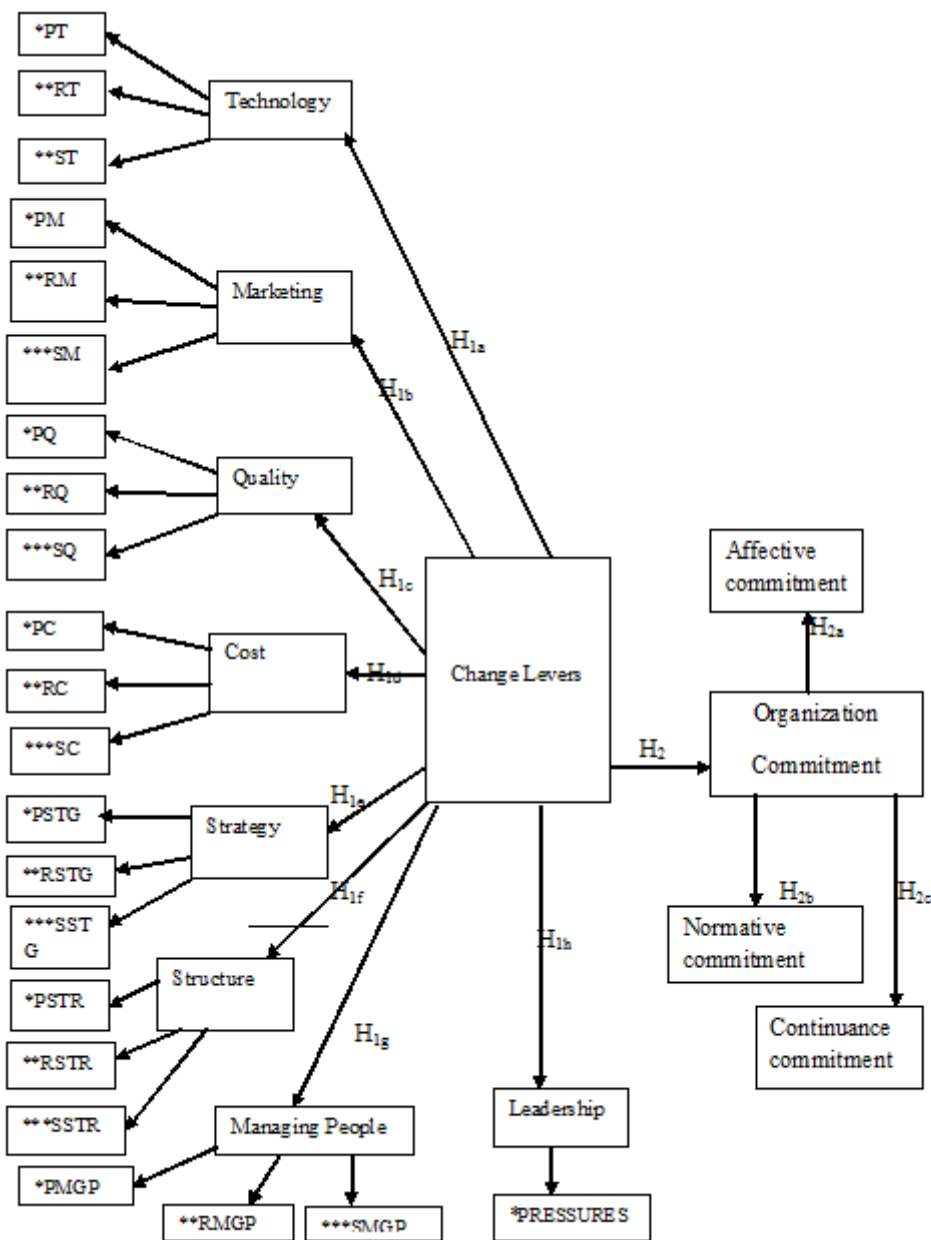 *PT
**RT
Technology
**ST
*PM
**RM
Marketing
***SM
H1a
H1b
*PQ
Quality
**RQ
***SQ
H1c
Affective
commitment
*PC
Cost
H2a
**RC
H1d
Change Levers
***SC
Organization
Commitment
H2
*PSTG
H1e
Strategy
**RSTG
***SST
G
H1f
H2b
H2c
Normative
commitment
H1h
Structure
*PSTR
**RSTR
H1g
Continuance
commitment
***SSTR
Managing People
Leadership
*PMGP
**RMGP
***SMGP
*PRESSURES